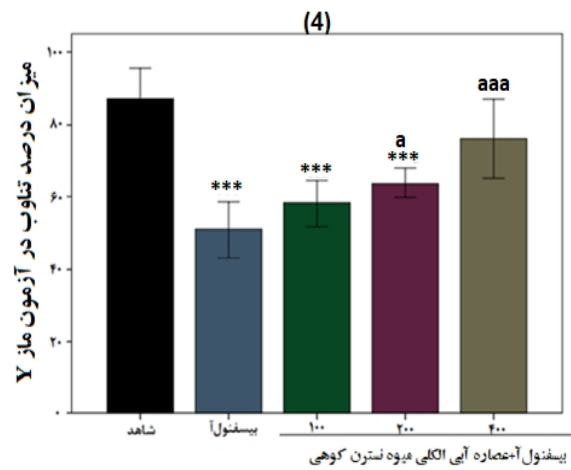 (4)
میزان درصد تناوب در آزمون ماز Y
۱۰۰
۸۰
۶۰
۴۰
۲۰
۰
***
***
a
***
aaa
شاهد
بیسفنول‌آ
۱۰۰
۲۰۰
۴۰۰
بیسفنول‌آ+عصاره آبی الکلی میوه نسترن کوهی